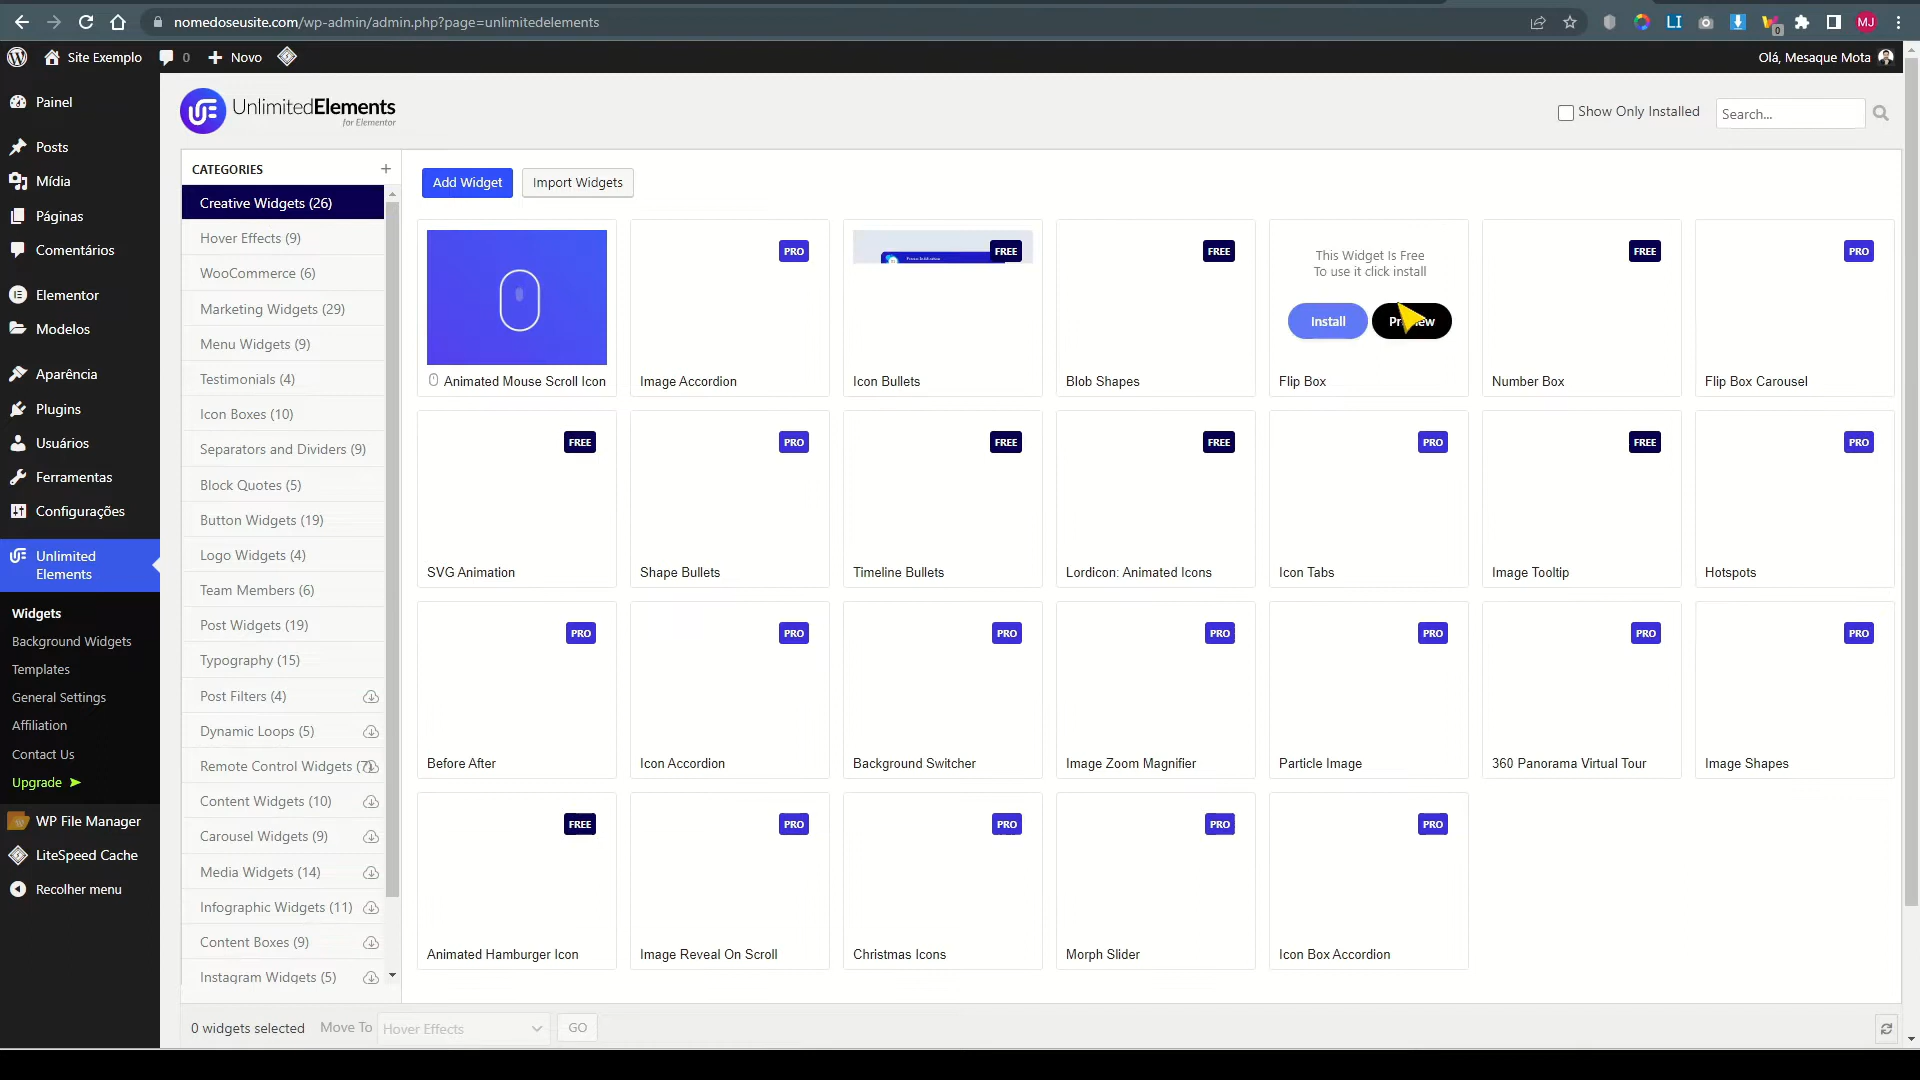 nomedoseusite.com/wp-admin/admin.php?page=unlimitedelements
LI
0
MJ
Site Exemplo
0
Novo
Olá, Mesaque Mota
Painel
Posts
Mídia
Páginas
Comentários
Elementor
Modelos
Aparência
Plugins
Usuários
Ferramentas
Configurações
Unlimited
Elements
Widgets
Background Widgets
Templates
General Settings
Affiliation
Contact Us
Upgrade
WP File Manager
LiteSpeed Cache
Recolher menu
UnlimitedElements
for Elementor
Show Only Installed
Search...
CATEGORIES
Creative Widgets (26)
Hover Effects (9)
WooCommerce (6)
Marketing Widgets (29)
Menu Widgets (9)
Testimonials (4)
Icon Boxes (10)
Separators and Dividers (9)
Block Quotes (5)
Button Widgets (19)
Logo Widgets (4)
Team Members (6)
Post Widgets (19)
Typography (15)
Post Filters (4)
Dynamic Loops (5)
Remote Control Widgets (7)
Content Widgets (10)
Carousel Widgets (9)
Media Widgets (14)
Infographic Widgets (11)
Content Boxes (9)
Instagram Widgets (5)
Add Widget
Import Widgets
Animated Mouse Scroll Icon
PRO
Image Accordion
FREE
Icon Bullets
FREE
Blob Shapes
This Widget Is Free
To use it click install
Install
Preview
Flip Box
FREE
Number Box
PRO
Flip Box Carousel
FREE
SVG Animation
PRO
Shape Bullets
FREE
Timeline Bullets
FREE
Lordicon: Animated Icons
PRO
Icon Tabs
FREE
Image Tooltip
PRO
Hotspots
PRO
Before After
PRO
Icon Accordion
PRO
Background Switcher
PRO
Image Zoom Magnifier
PRO
Particle Image
PRO
360 Panorama Virtual Tour
PRO
Image Shapes
FREE
Animated Hamburger Icon
PRO
Image Reveal On Scroll
PRO
Christmas Icons
PRO
Morph Slider
PRO
Icon Box Accordion
0 widgets selected
Move To
Hover Effects
GO